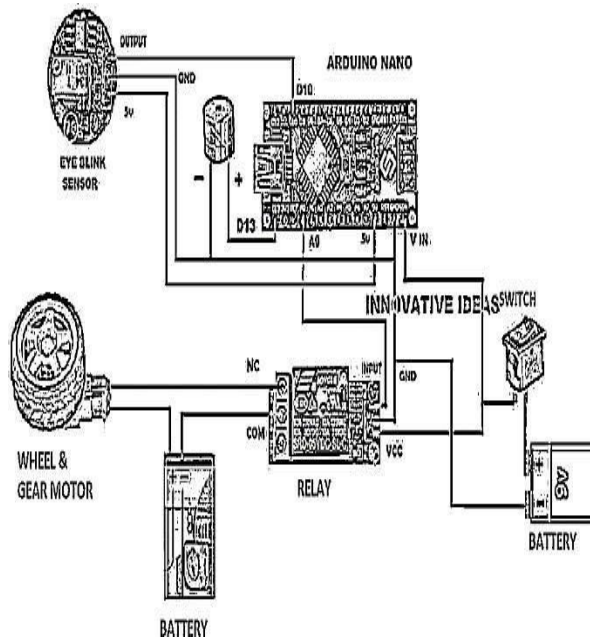 OUTPUT
GND
5v
EYE BLINK
SENSOR
ARDUINO NANO
D10
-
+
D13
A0
5v
V IN
INNOVATIVE IDEAS
SWITCH
NC
INPUT
GND
COM
VCC
WHEEL &
GEAR MOTOR
RELAY
+
BATTERY
BATTERY